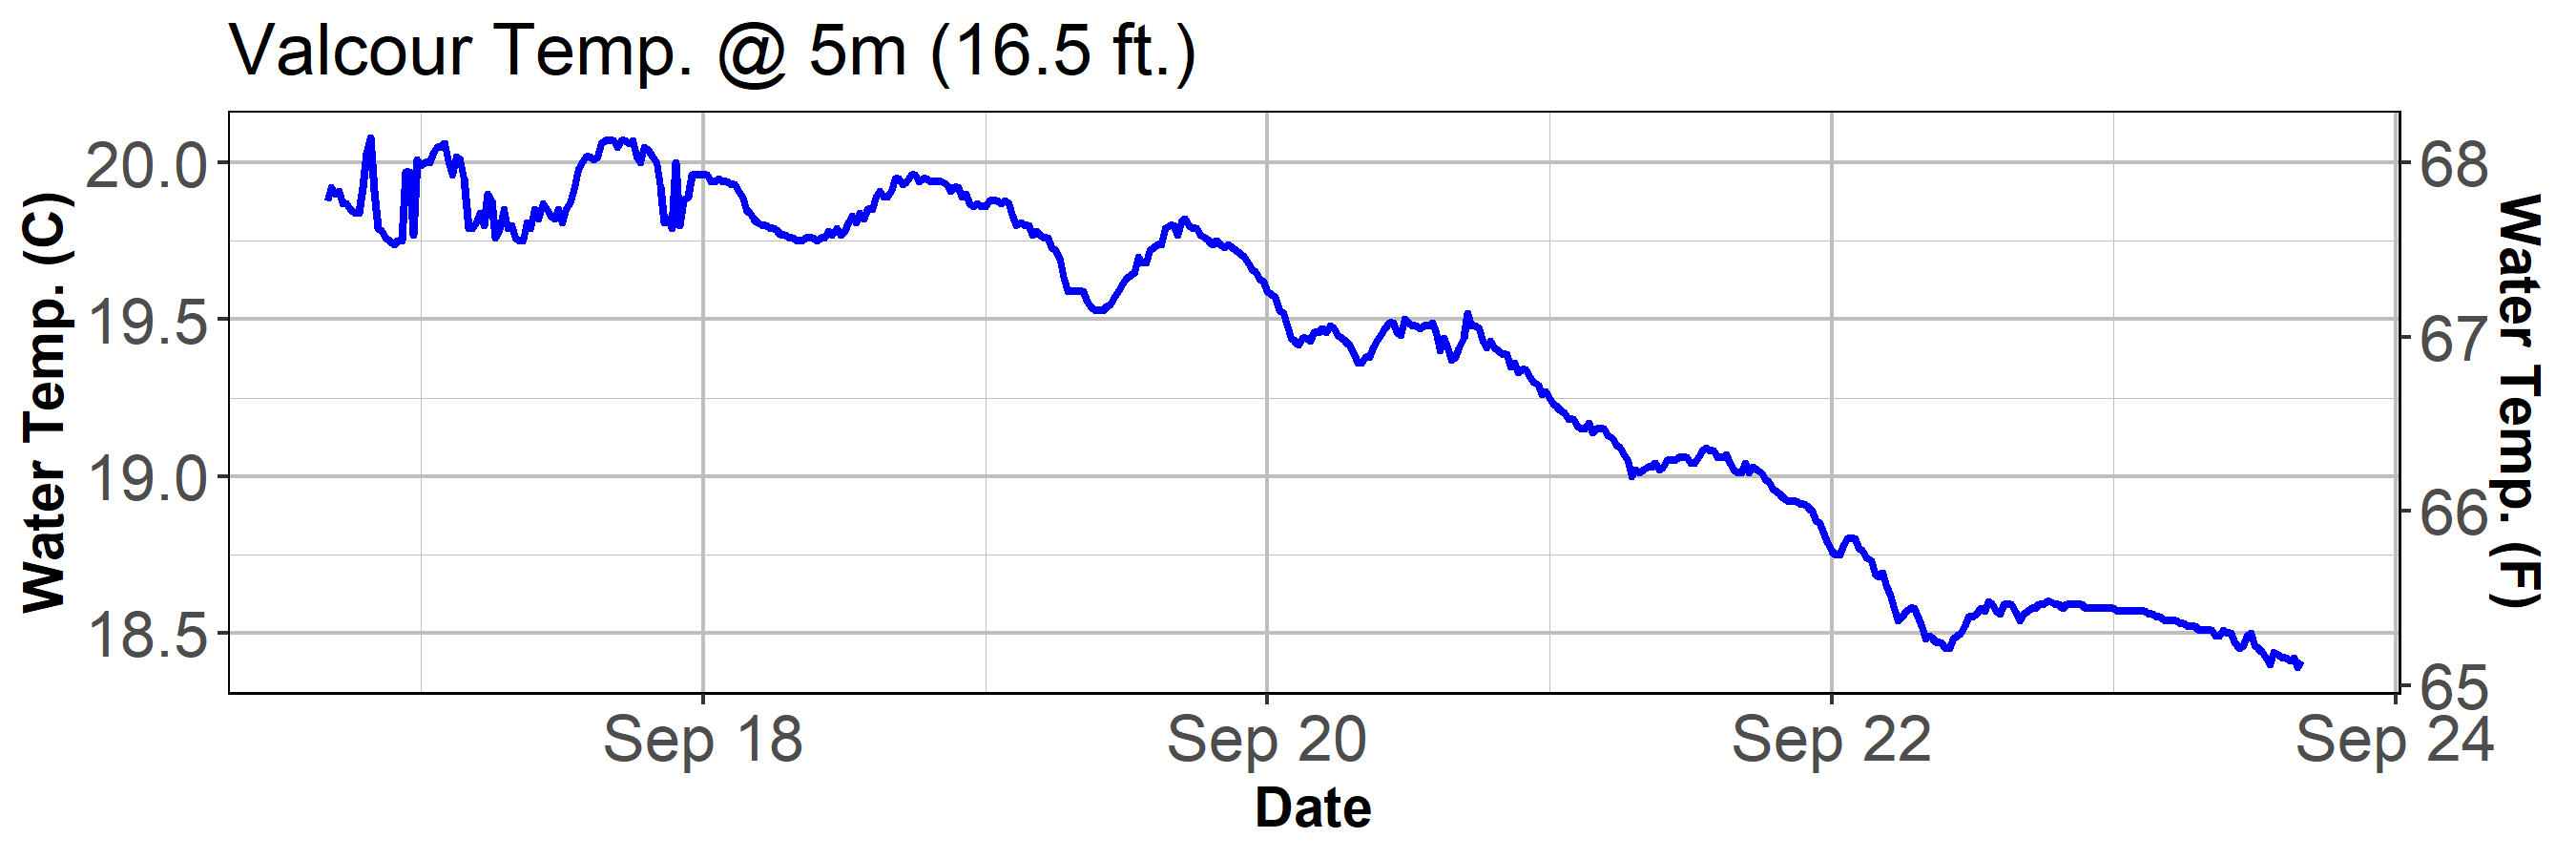 Valcour Temp. @ 5m (16.5 ft.)
Water Temp. (C)
20.0
19.5
19.0
18.5
68
67
66
65
Water Temp. (F)
Sep 18
Sep 20
Sep 22
Sep 24
Date